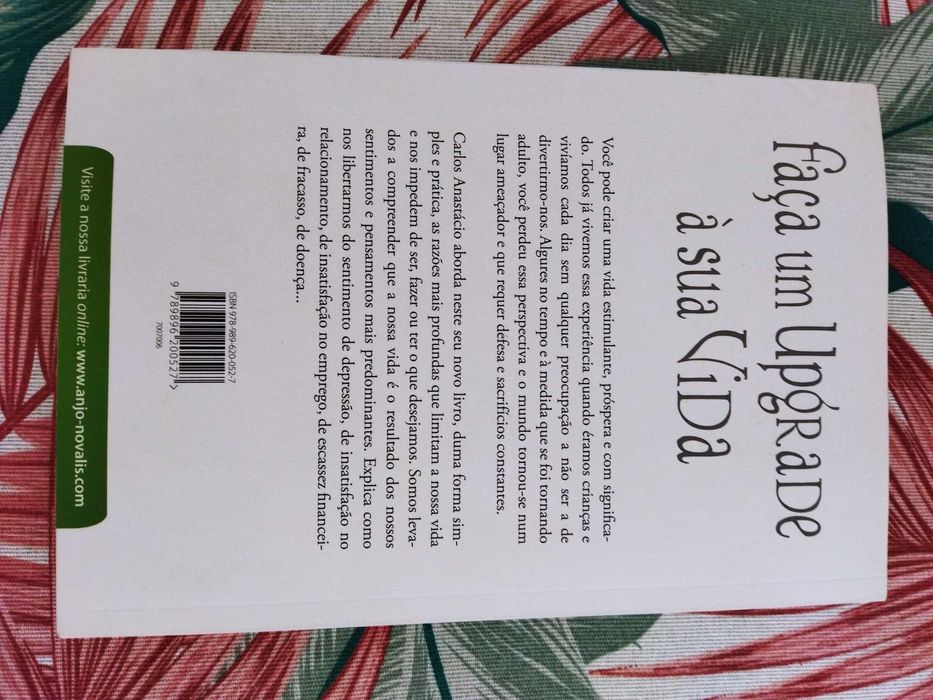 Faça um Upgrade
à sua Vida
Você pode criar uma vida estimulante, próspera e com significa-
do. Todos já vivemos essa experiência quando éramos crianças e
vivíamos cada dia sem qualquer preocupação a não ser a de
divertirmo-nos. Algures no tempo e à medida que se foi tornando
adulto, você perdeu essa perspectiva e o mundo tornou-se num
lugar ameaçador e que requer defesa e sacrifícios constantes.
Carlos Anastácio aborda neste seu novo livro, duma forma sim-
ples e prática, as razões mais profundas que limitam a nossa vida
e nos impedem de ser, fazer ou ter o que desejamos. Somos leva-
dos a compreender que a nossa vida é o resultado dos nossos
sentimentos e pensamentos mais predominantes. Explica como
nos libertarmos do sentimento de depressão, de insatisfação no
relacionamento, de insatisfação no emprego, de escassez financei-
ra, de fracasso, de doença...
ISBN 978-989-620-052-7
9 789896 200527 >
7007006
Visite a nossa livraria online: www.anjo-novalis.com